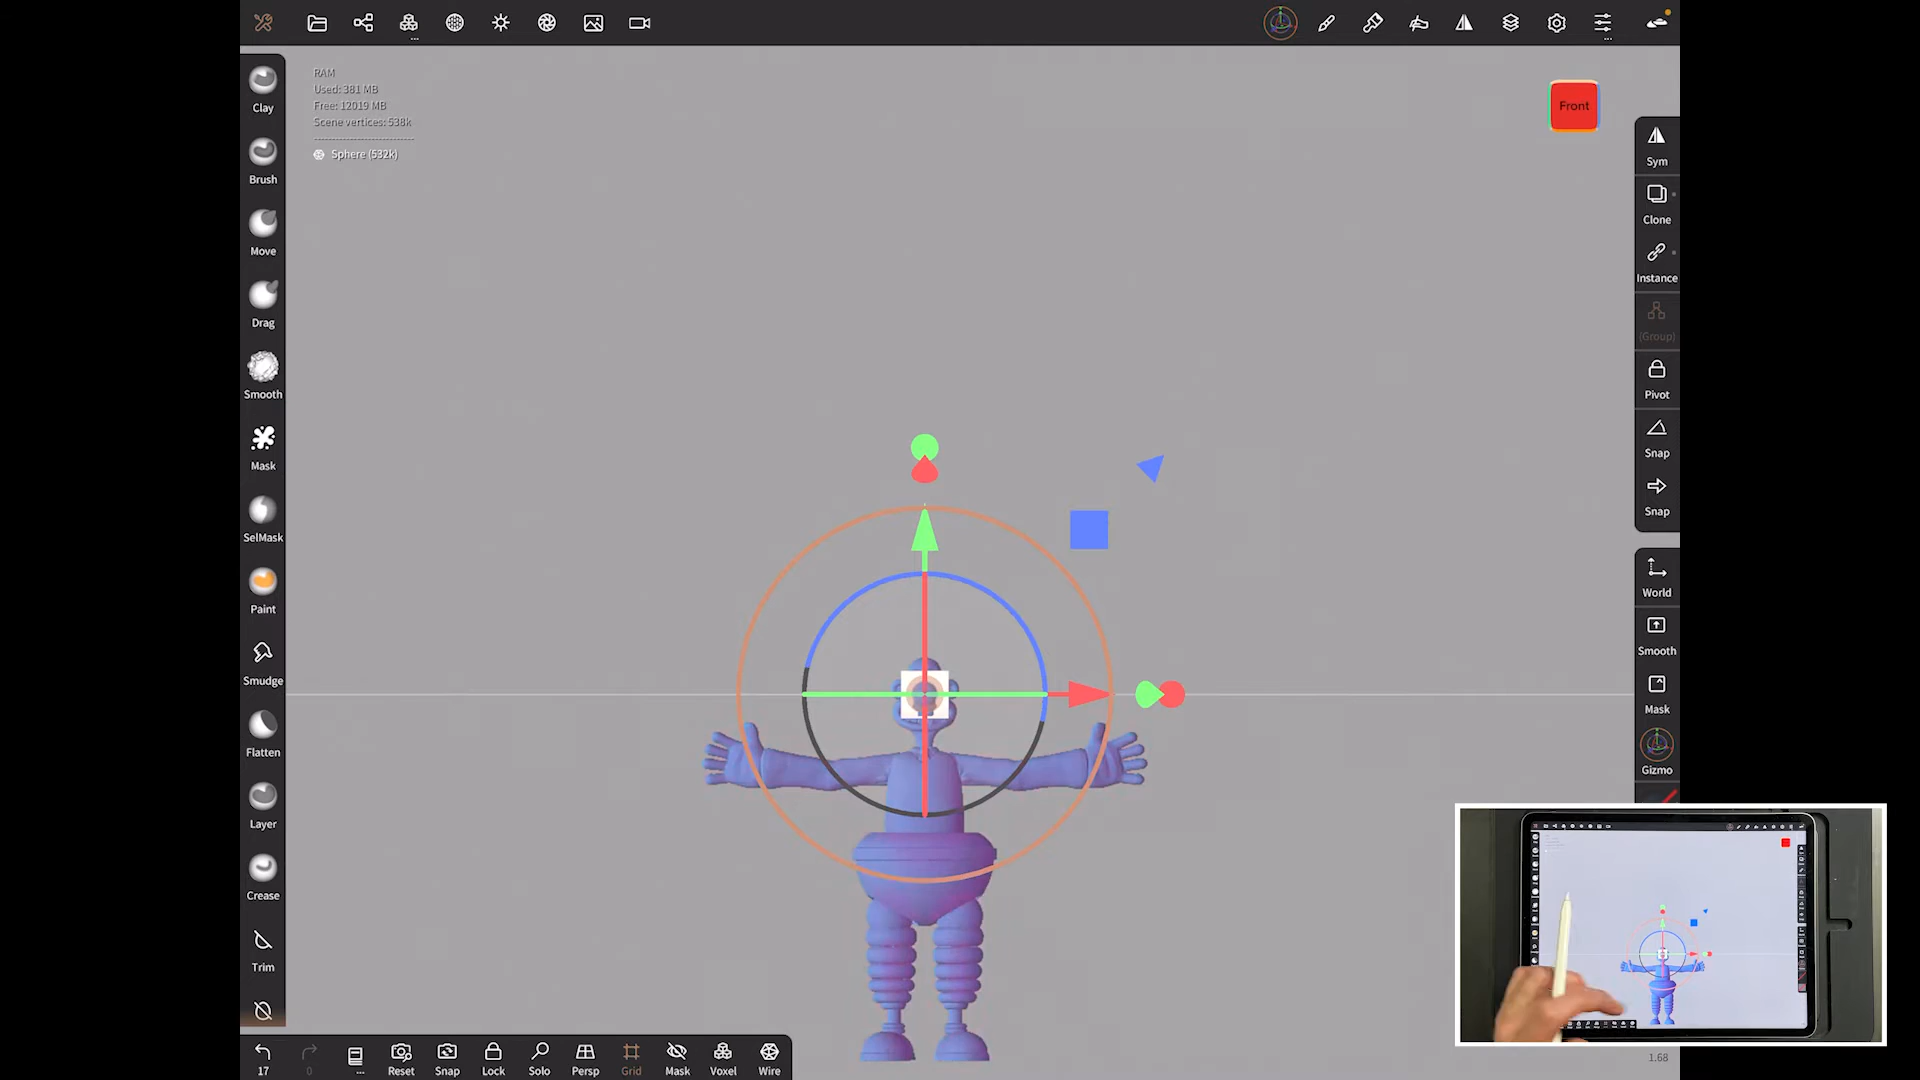 RAM
Used: 381 MB
Free: 12019 MB
Scene vertices: 538k
Sphere (532k)
Front
Clay
Brush
Move
Drag
Smooth
Mask
SelMask
Paint
Smudge
Flatten
Layer
Crease
Trim
Sym
Clone
Instance
(Group)
Pivot
Snap
Snap
World
Smooth
Mask
Gizmo
17
0
Reset
Snap
Lock
Solo
Persp
Grid
Mask
Voxel
Wire
1.68